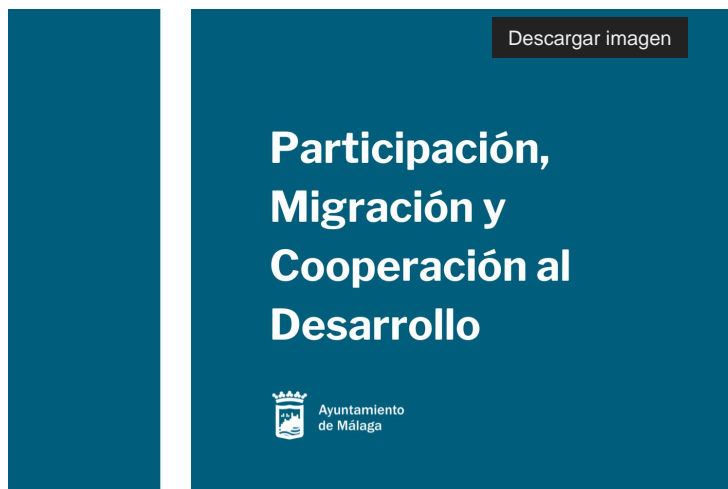 Descargar imagen
Participación,
Migración y
Cooperación al
Desarrollo
Ayuntamiento
de Málaga